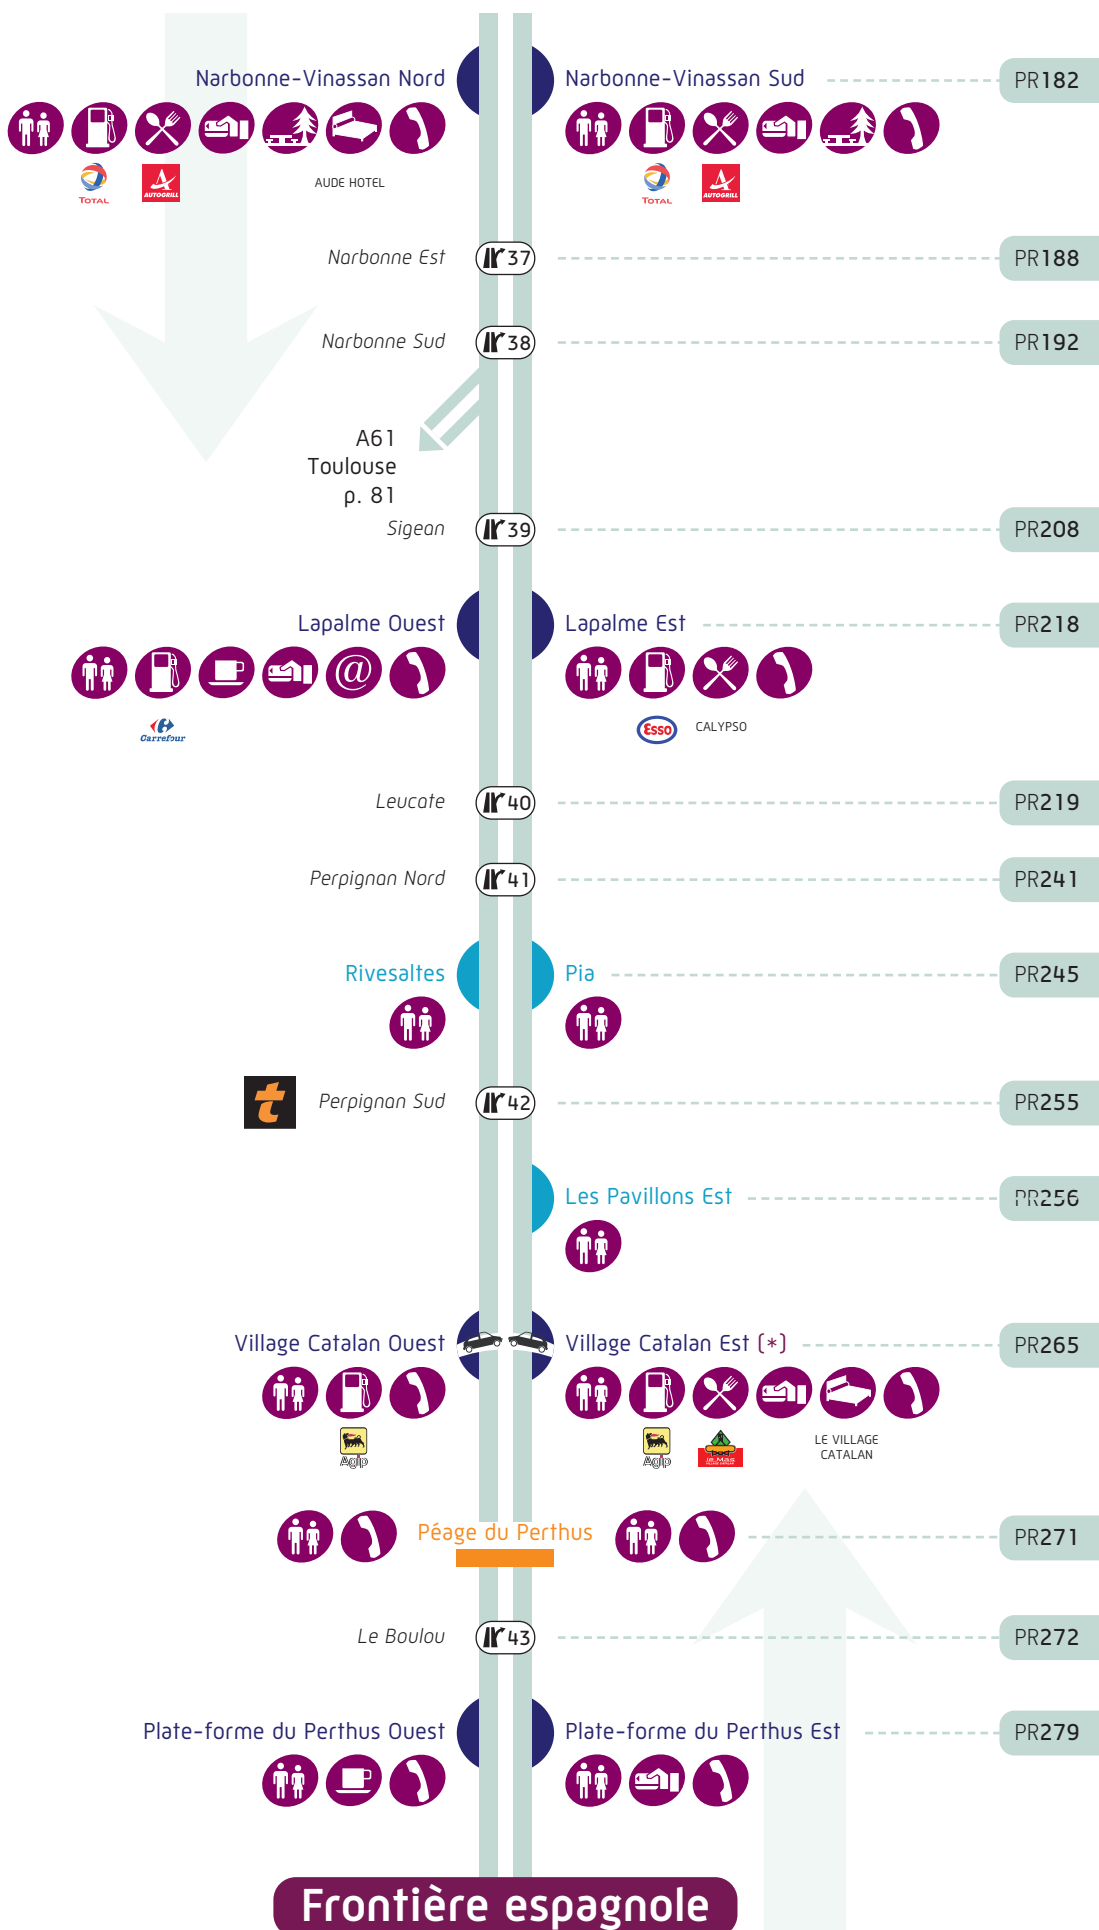 Narbonne-Vinassan Nord
Narbonne-Vinassan Sud
PR182
TOTAL
A
AUTOGRILL
AUDE HOTEL
TOTAL
A
AUTOGRILL
Narbonne Est
37
PR188
Narbonne Sud
38
PR192
A61
Toulouse
p. 81
Sigean
39
PR208
Lapalme Ouest
Lapalme Est
PR218
@
Carrefour
Esso
CALYPSO
Leucate
40
PR219
Perpignan Nord
41
PR241
Rivesaltes
Pia
PR245
t
Perpignan Sud
42
PR255
Les Pavillons Est
PR256
Village Catalan Ouest
Village Catalan Est (*)
PR265
Agip
Agip
le Mas
VILLAGE CATALAN
LE VILLAGE
CATALAN
Péage du Perthus
PR271
Le Boulou
43
PR272
Plate-forme du Perthus Ouest
Plate-forme du Perthus Est
PR279
Frontière espagnole